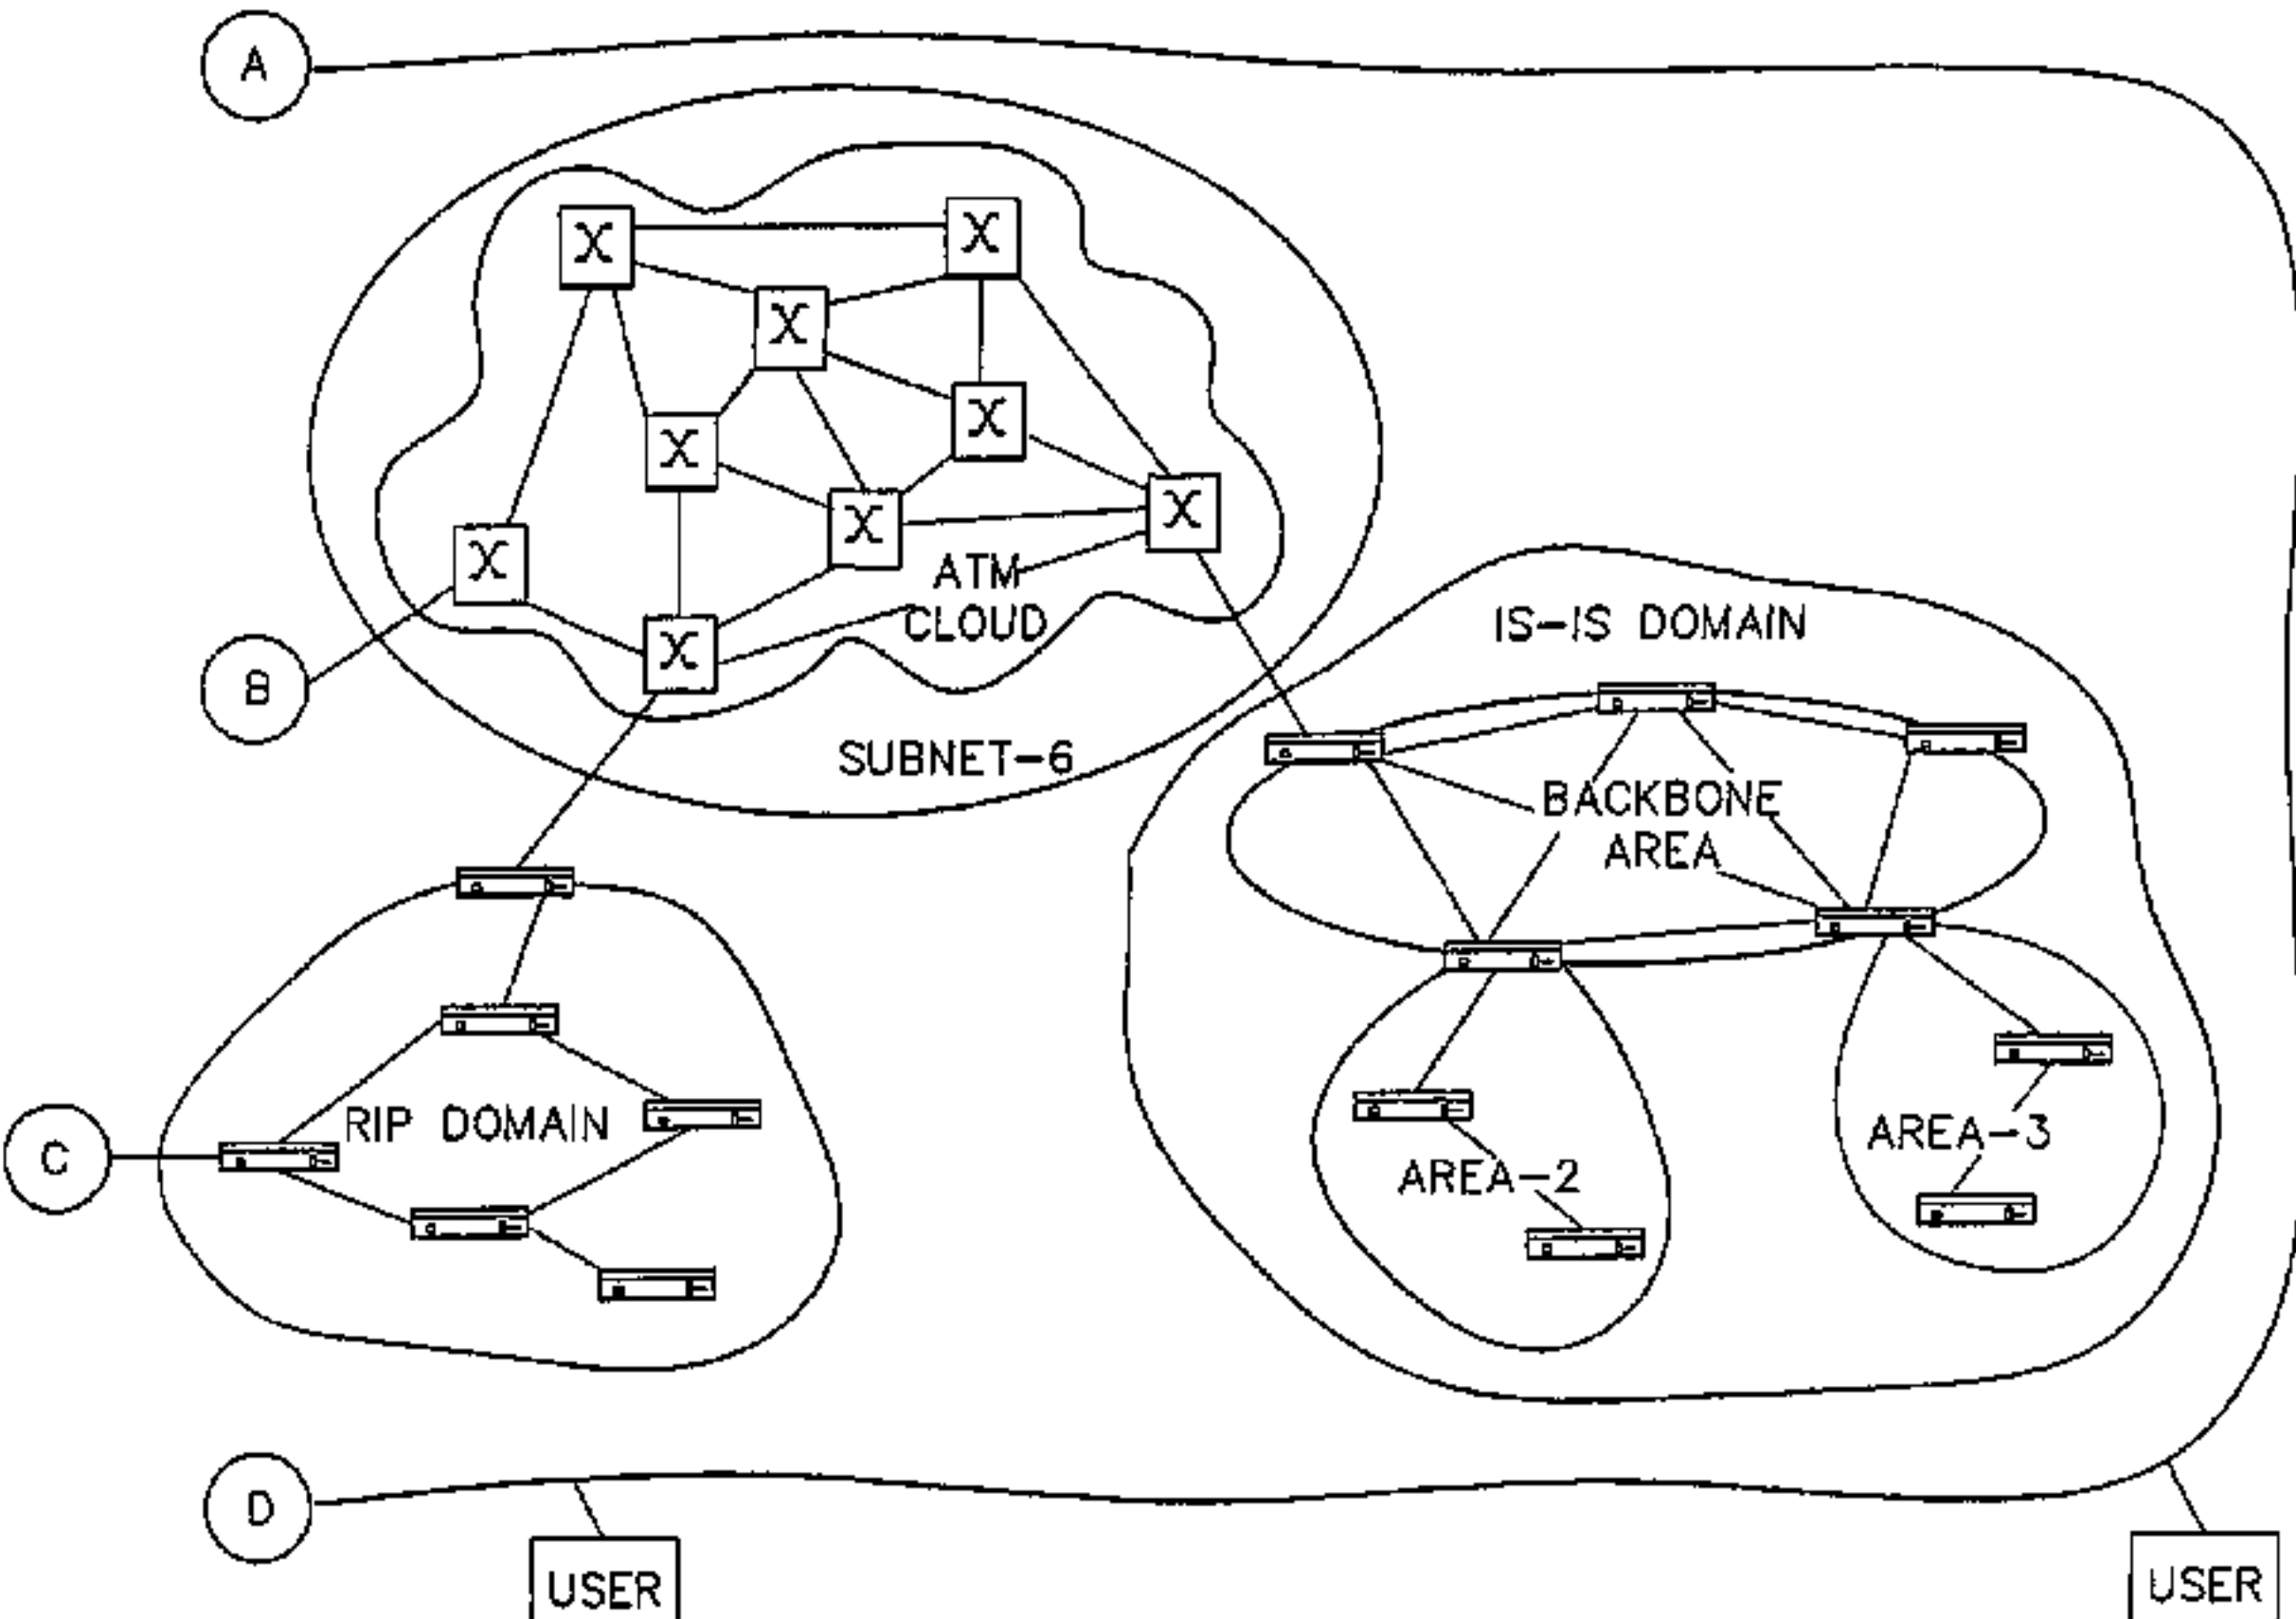 A
X
X
X
X
X
X
X
X
X
ATM
CLOUD
B
SUBNET-6
IS-IS DOMAIN
BACKBONE
AREA
RIP DOMAIN
C
AREA-2
AREA-3
D
USER
USER